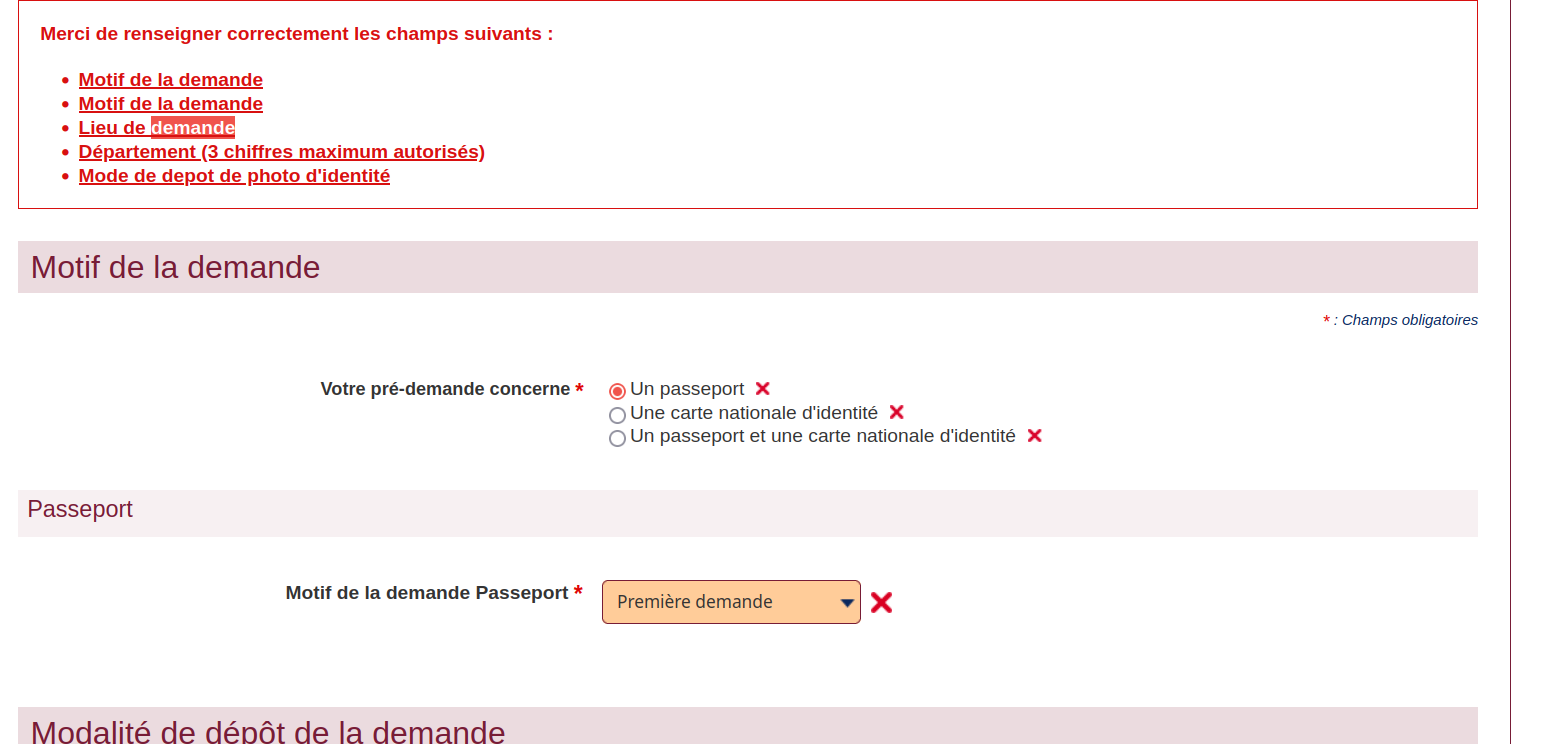 Merci de renseigner correctement les champs suivants :
Motif de la demande
Motif de la demande
Lieu de demande
Département (3 chiffres maximum autorisés)
Mode de depot de photo d'identité
Motif de la demande
* : Champs obligatoires
Votre pré-demande concerne * Un passeport
Une carte nationale d'identité
Un passeport et une carte nationale d'identité
Passeport
Motif de la demande Passeport * Première demande
Modalité de dépôt de la demande